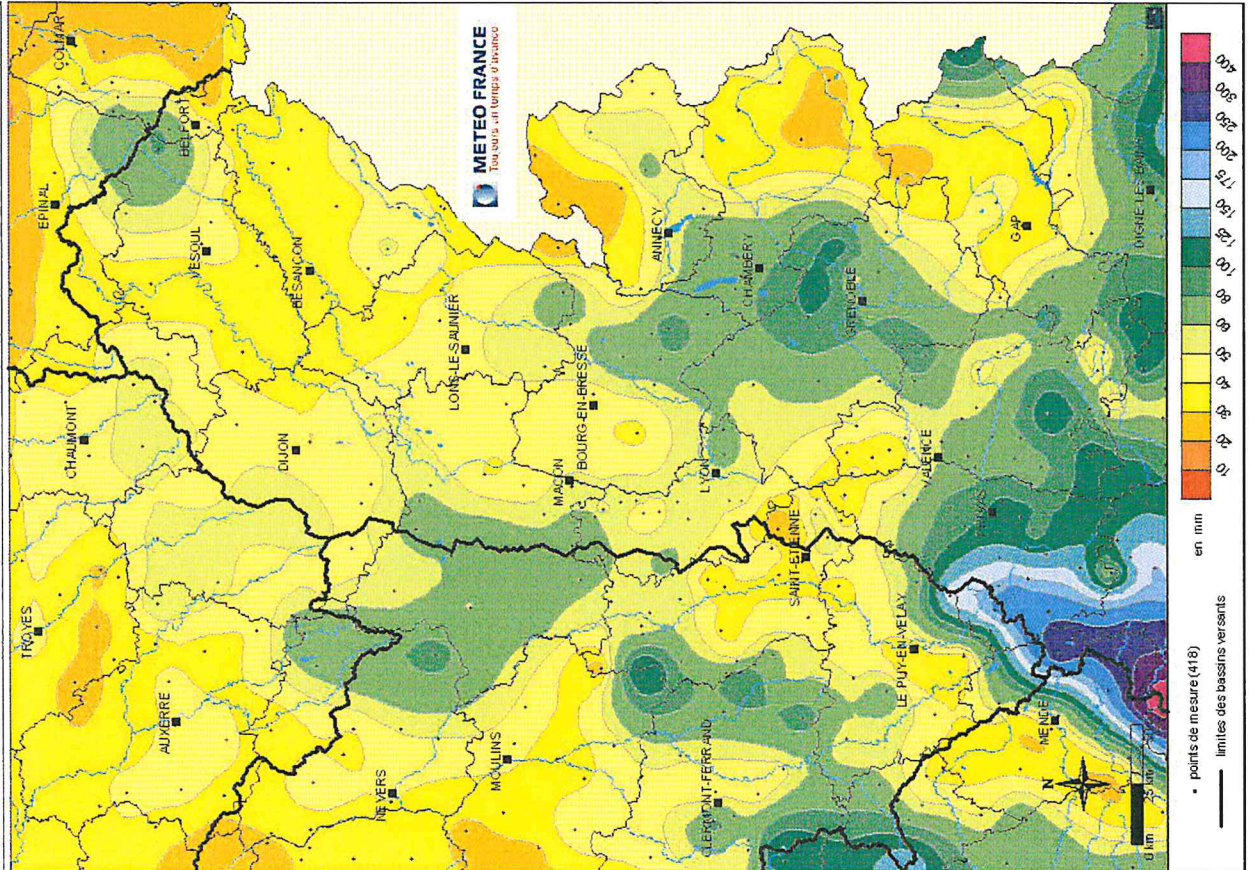 COLMAR
EPINAL
BELFORT
CHAUMONT
VESOUL
TROYES
BESANCON
DIJON
AUXERRE
LONS-LE-SAUNIER
METEO FRANCE
Toujours un temps d'avance
NEVERS
MACON
BOURG-EN-BRESSE
MOULINS
ANNECY
LYON
CHAMBERY
CLERMONT-FERRAND
SAINT-ETIENNE
GRENOBLE
LE PUY-EN-VELAY
VALENCE
PRIVAS
GAP
MENDE
DIGNE-LES-BAINS
N
0 km
25 km
en mm
10
20
30
40
50
60
80
100
125
150
175
200
250
300
400
points de mesure (418)
limites des bassins versants